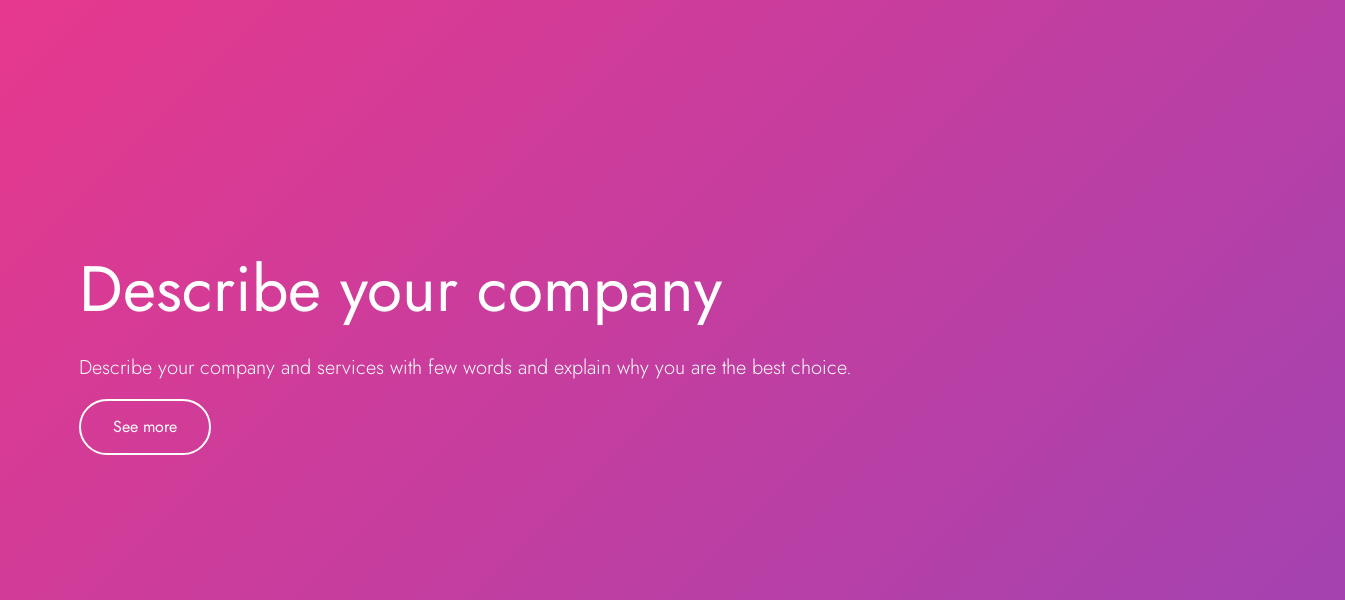 Describe your company
Describe your company and services with few words and explain why you are the best choice.
See more